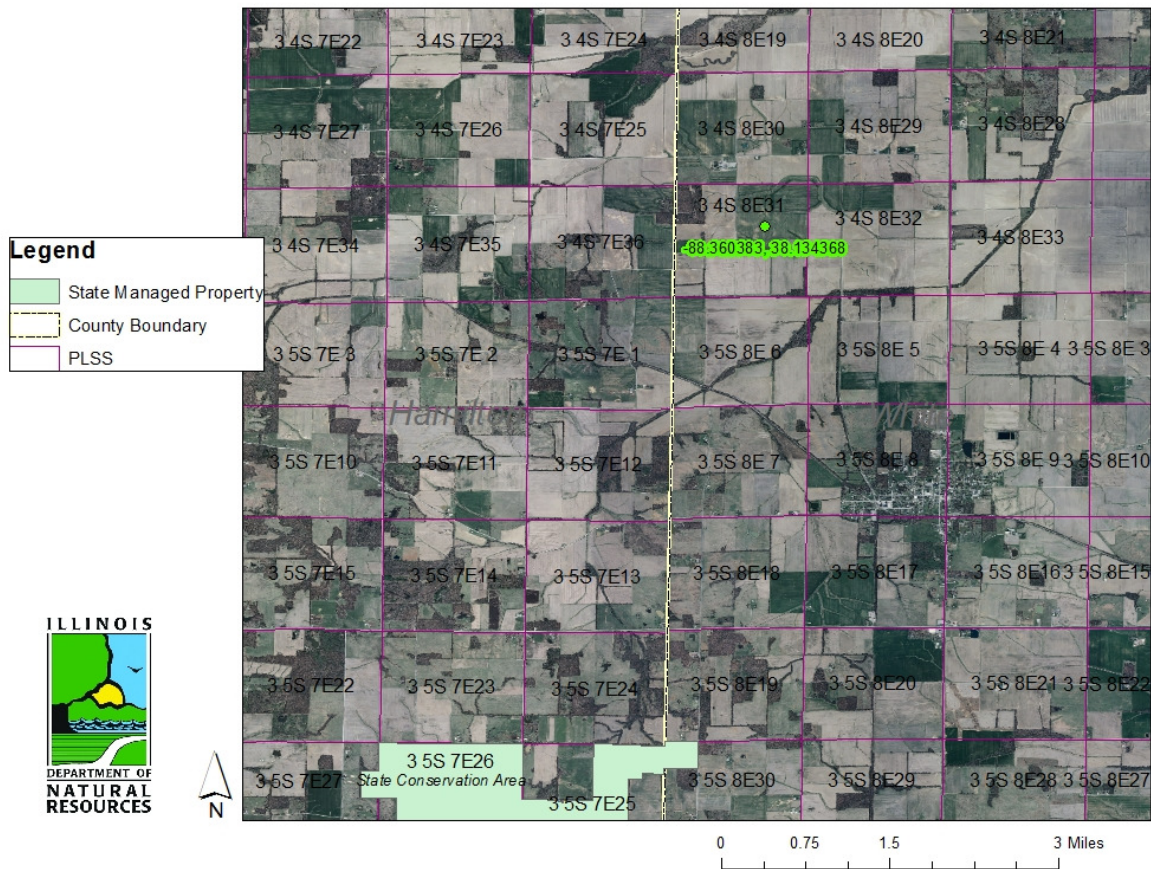 3 4S 7E22
3 4S 7E23
3 4S 7E24
3 4S 8E19
3 4S 8E20
3 4S 8E21
3 4S 7E27
3 4S 7E26
3 4S 7E25
3 4S 8E30
3 4S 8E29
3 4S 8E28
3 4S 7E34
3 4S 7E35
3 4S 7E36
3 4S 8E31
3 4S 8E32
3 4S 8E33
-88.360383, 38.134368
Legend
State Managed Property
County Boundary
PLSS
3 5S 7E 3
3 5S 7E 2
3 5S 7E 1
3 5S 8E 6
3 5S 8E 5
3 5S 8E 4
3 5S 8E 3
Hamilton
3 5S 7E10
3 5S 7E11
3 5S 7E12
3 5S 8E 7
3 5S 8E 8
3 5S 8E 9
3 5S 8E10
3 5S 7E15
3 5S 7E14
3 5S 7E13
3 5S 8E18
3 5S 8E17
3 5S 8E16
3 5S 8E15
3 5S 7E22
3 5S 7E23
3 5S 7E24
3 5S 8E19
3 5S 8E20
3 5S 8E21
3 5S 8E22
3 5S 7E27
3 5S 7E26
State Conservation Area
3 5S 7E25
3 5S 8E30
3 5S 8E29
3 5S 8E28
3 5S 8E27
ILLINOIS
DEPARTMENT OF
NATURAL
RESOURCES
N
0 0.75 1.5 3 Miles